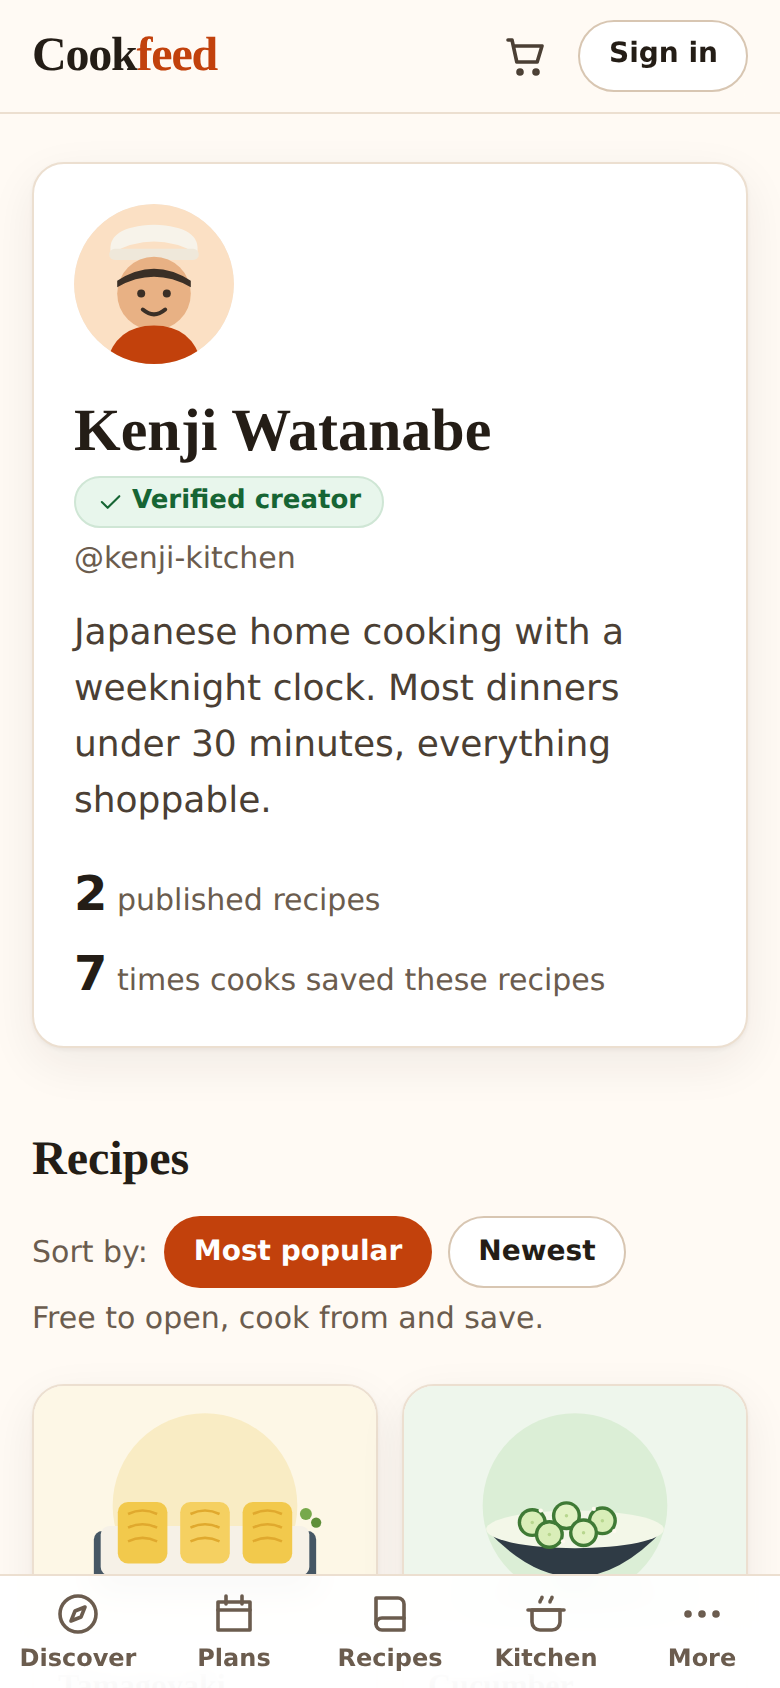 Cookfeed
Sign in
Kenji Watanabe
Verified creator
@kenji-kitchen
Japanese home cooking with a
weeknight clock. Most dinners
under 30 minutes, everything
shoppable.
2 published recipes
7 times cooks saved these recipes
Recipes
Sort by: Most popular Newest
Free to open, cook from and save.
Discover Plans Recipes Kitchen More